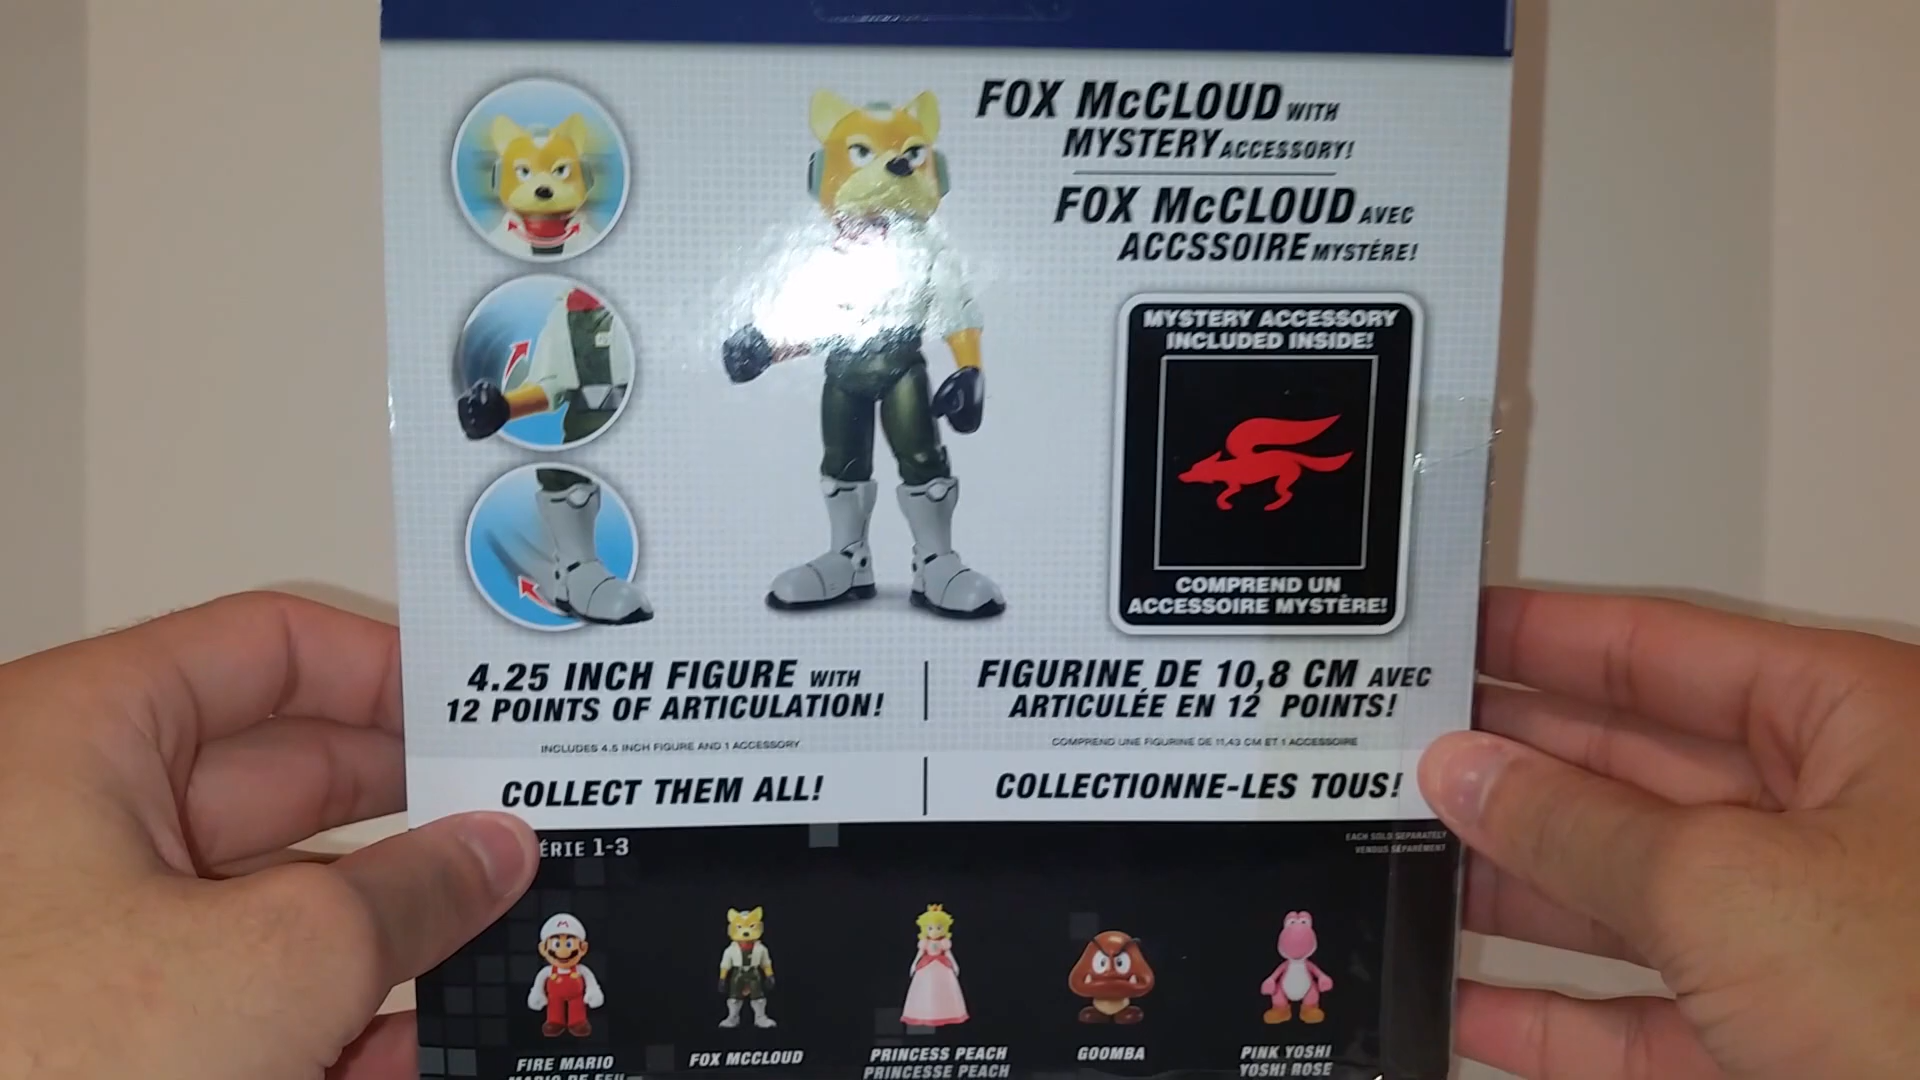 FOX McCLOUD WITH
MYSTERY ACCESSORY!
FOX McCLOUD AVEC
ACCSSOIRE MYSTÉRE!
MYSTERY ACCESSORY
INCLUDED INSIDE!
COMPREND UN
ACCESSOIRE MYSTÈRE!
4.25 INCH FIGURE WITH
12 POINTS OF ARTICULATION!
INCLUDES 4.5 INCH FIGURE AND 1 ACCESSORY
FIGURINE DE 10,8 CM AVEC
ARTICULÉE EN 12 POINTS!
COMPREND UNE FIGURINE DE 11,43 CM ET 1 ACCESSOIRE
COLLECT THEM ALL!
COLLECTIONNE-LES TOUS!
ÉRIE 1-3
EACH SOLD SEPARATELY
VENDUS SÉPARÉMENT
FIRE MARIO
MARIO DE FEU
FOX MCCLOUD
PRINCESS PEACH
PRINCESSE PEACH
GOOMBA
PINK YOSHI
YOSHI ROSE